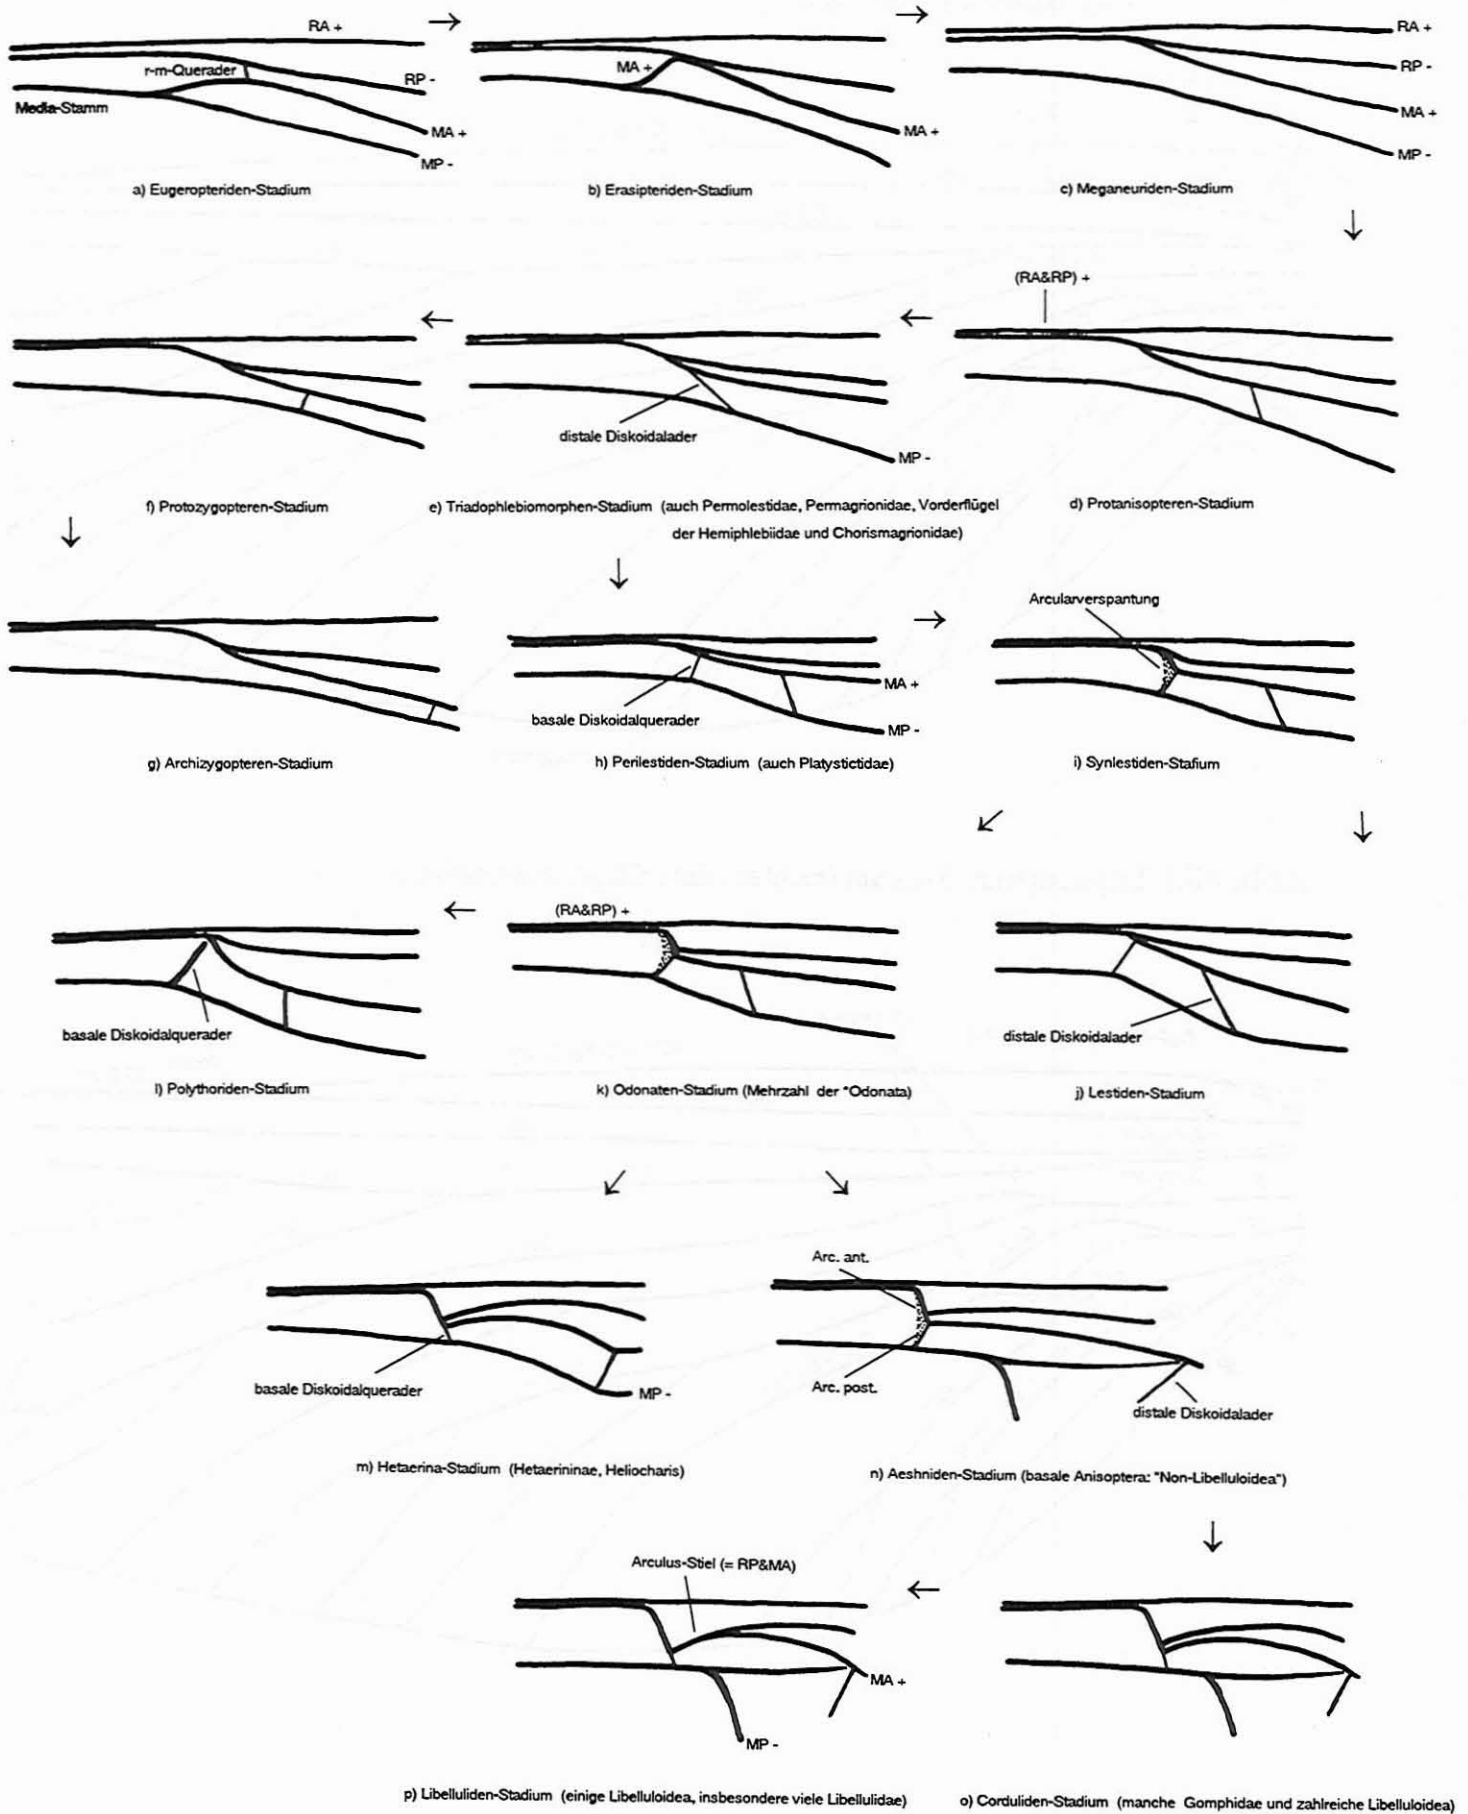 RA +
r-m-Querader
RP -
Media-Stamm
MA +
MP -
a) Eugeropteriden-Stadium
MA +
MA +
b) Erasipteriden-Stadium
RA +
RP -
MA +
MP -
c) Meganeuriden-Stadium
(RA&RP) +
d) Protanisopteren-Stadium
distale Diskoidalader
MP -
e) Triadophlebiomorphen-Stadium (auch Permolestidae, Permagrionidae, Vorderflügel
der Hemiphlebiidae und Chorismagrionidae)
f) Protozygopteren-Stadium
g) Archizygopteren-Stadium
basale Diskoidalquerader
MA +
MP -
h) Perilestiden-Stadium (auch Platystictidae)
Arcularverspantung
i) Synlestiden-Stafium
distale Diskoidalader
j) Lestiden-Stadium
(RA&RP) +
k) Odonaten-Stadium (Mehrzahl der *Odonata)
basale Diskoidalquerader
l) Polythoriden-Stadium
basale Diskoidalquerader
MP -
m) Hetaerina-Stadium (Hetaerininae, Heliocharis)
Arc. ant.
Arc. post.
distale Diskoidalader
n) Aeshniden-Stadium (basale Anisoptera: "Non-Libelluloidea")
Arculus-Stiel (= RP&MA)
MA +
MP -
p) Libelluliden-Stadium (einige Libelluloidea, insbesondere viele Libellulidae)
o) Corduliden-Stadium (manche Gomphidae und zahlreiche Libelluloidea)